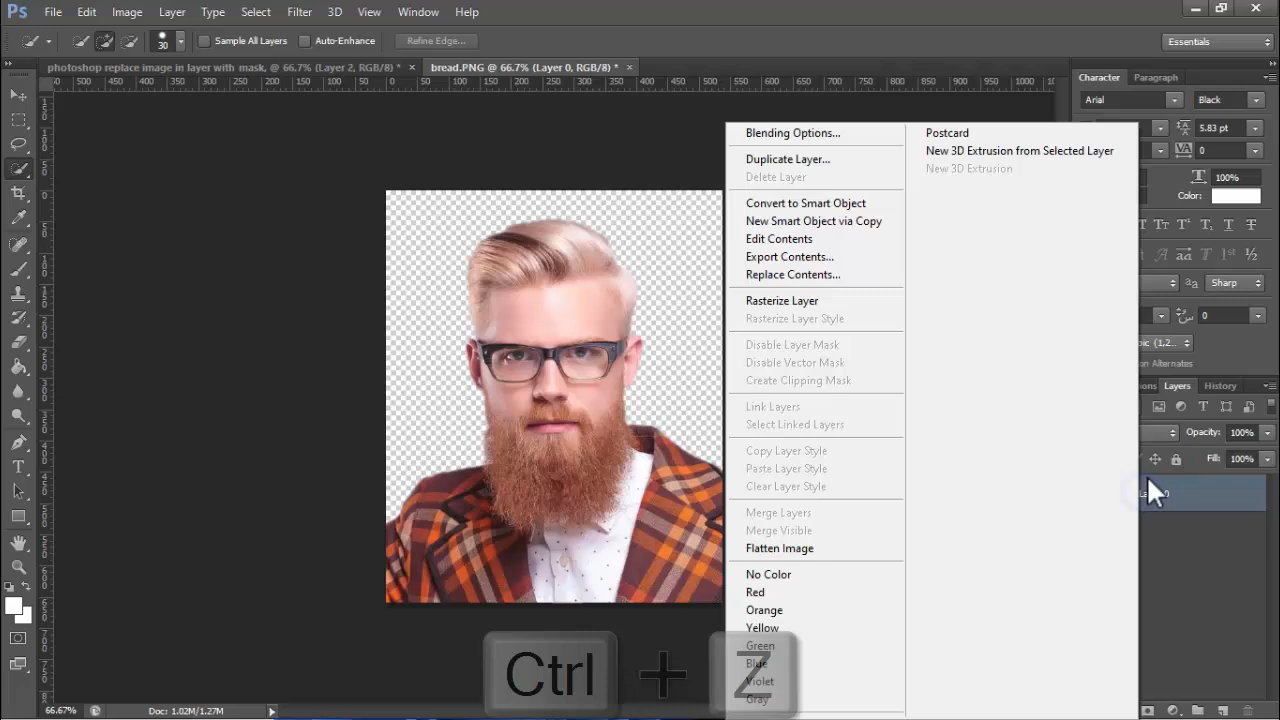 Ps File Edit Image Layer Type Select Filter 3D View Window Help
30 Sample All Layers Auto-Enhance Refine Edge... Essentials
photoshop replace image in layer with mask, @ 66.7% (Layer 2, RGB/8) * × bread.PNG @ 66.7% (Layer 0, RGB/8) * ×
Character Paragraph
Arial Black
5.83 pt
VA 0
100%
Color:
Sharp
0
Alternates
Layers History
Opacity: 100%
Fill: 100%
Blending Options...
Duplicate Layer...
Delete Layer
Convert to Smart Object
New Smart Object via Copy
Edit Contents
Export Contents...
Replace Contents...
Rasterize Layer
Rasterize Layer Style
Disable Layer Mask
Disable Vector Mask
Create Clipping Mask
Link Layers
Select Linked Layers
Copy Layer Style
Paste Layer Style
Clear Layer Style
Merge Layers
Merge Visible
Flatten Image
No Color
Red
Orange
Yellow
Green
Blue
Violet
Gray
Postcard
New 3D Extrusion from Selected Layer
New 3D Extrusion
Ctrl + Z
66.67% Doc: 1.02M/1.27M